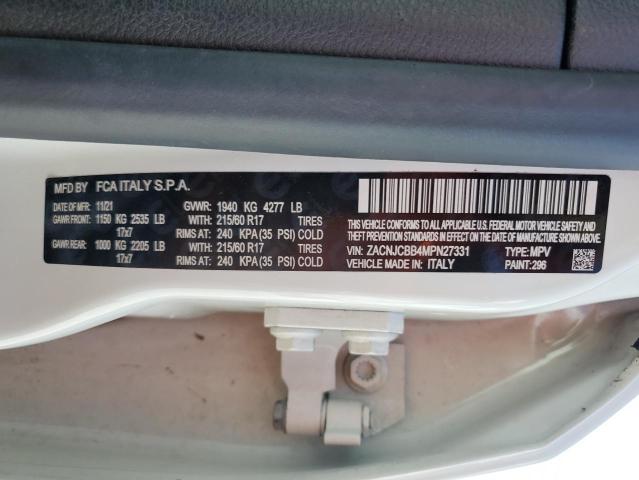 MFD BY FCA ITALY S.P.A.
DATE OF MFR: 11/21 GVWR: 1940 KG 4277 LB
GAWR FRONT: 1150 KG 2535 LB WITH: 215/60 R17 TIRES
17x7 RIMS AT: 240 KPA (35 PSI) COLD
GAWR REAR: 1000 KG 2205 LB WITH: 215/60 R17 TIRES
17x7 RIMS AT: 240 KPA (35 PSI) COLD
THIS VEHICLE CONFORMS TO ALL APPLICABLE U.S. FEDERAL MOTOR VEHICLE SAFETY AND
THEFT PREVENTION STANDARDS IN EFFECT ON THE DATE OF MANUFACTURE SHOWN ABOVE.
VIN: ZACNJCBB4MPN27331 TYPE: MPV
VEHICLE MADE IN: ITALY PAINT: 296